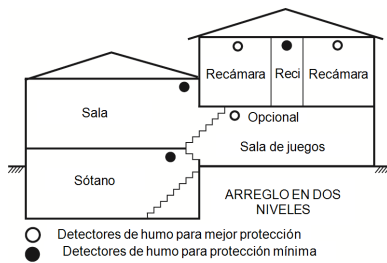 Recámara
Reci
Recámara
Sala
Opcional
Sala de juegos
Sótano
ARREGLO EN DOS
NIVELES
Detectores de humo para mejor protección
Detectores de humo para protección mínima